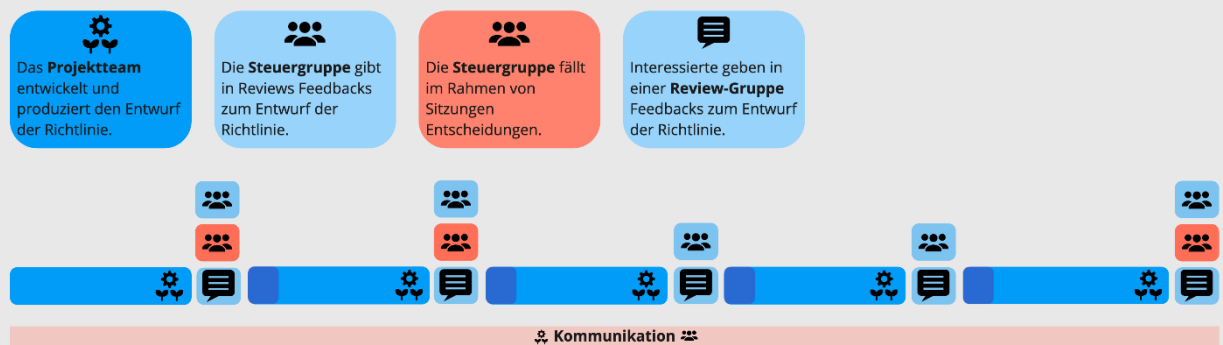 Das Projektteam
entwickelt und
produziert den Entwurf
der Richtlinie.
Die Steuergruppe gibt
in Reviews Feedbacks
zum Entwurf der
Richtlinie.
Die Steuergruppe fällt
im Rahmen von
Sitzungen
Entscheidungen.
Interessierte geben in
einer Review-Gruppe
Feedbacks zum Entwurf
der Richtlinie.
Kommunikation